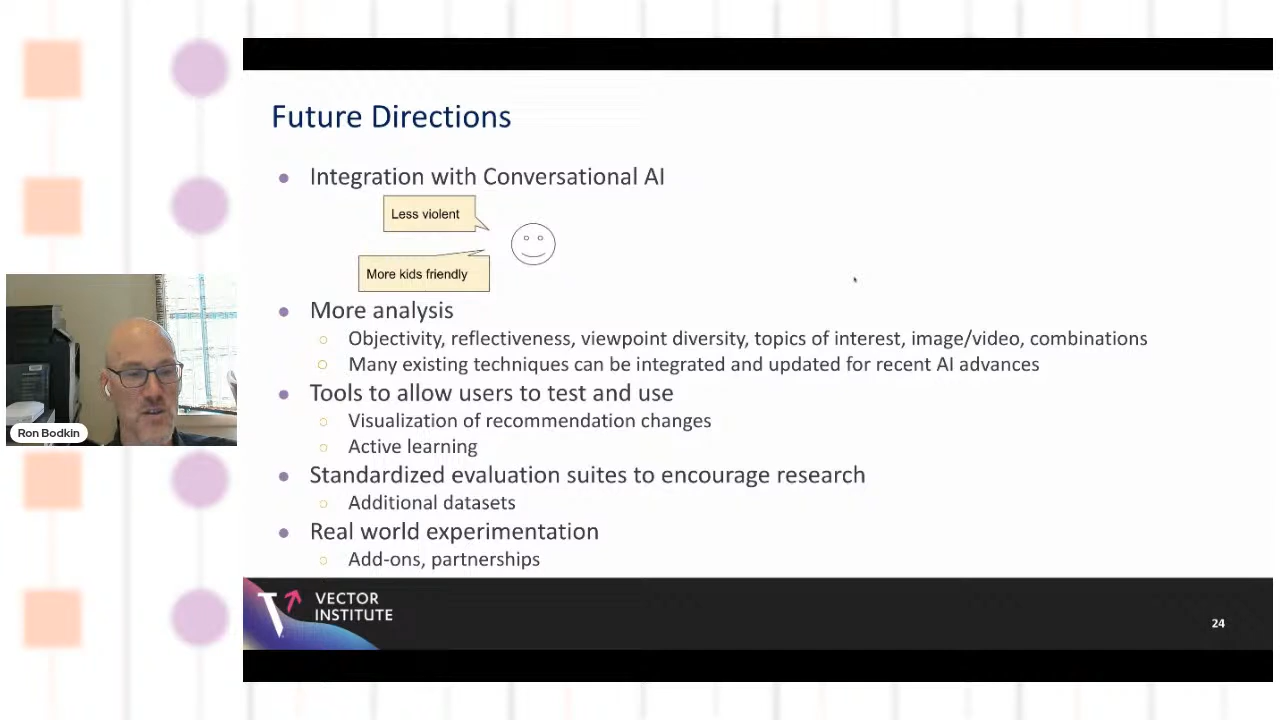 Future Directions
Integration with Conversational AI
Less violent
More kids friendly
More analysis
Objectivity, reflectiveness, viewpoint diversity, topics of interest, image/video, combinations
Many existing techniques can be integrated and updated for recent AI advances
Tools to allow users to test and use
Visualization of recommendation changes
Active learning
Standardized evaluation suites to encourage research
Additional datasets
Real world experimentation
Add-ons, partnerships
Ron Bodkin
VECTOR
INSTITUTE
24